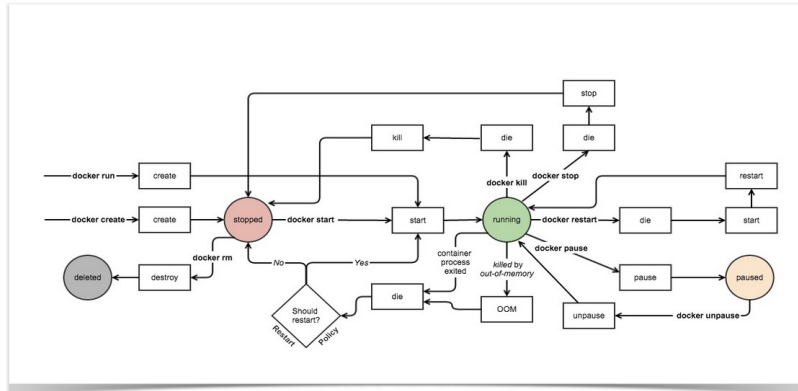 stop
kill
die
die
docker run
create
docker kill
docker stop
restart
docker create
create
stopped
docker start
start
running
docker restart
die
start
docker rm
No
Yes
container
process
exited
killed by
out-of-memory
docker pause
deleted
destroy
pause
paused
Should
restart?
Restart
Policy
die
OOM
unpause
docker unpause